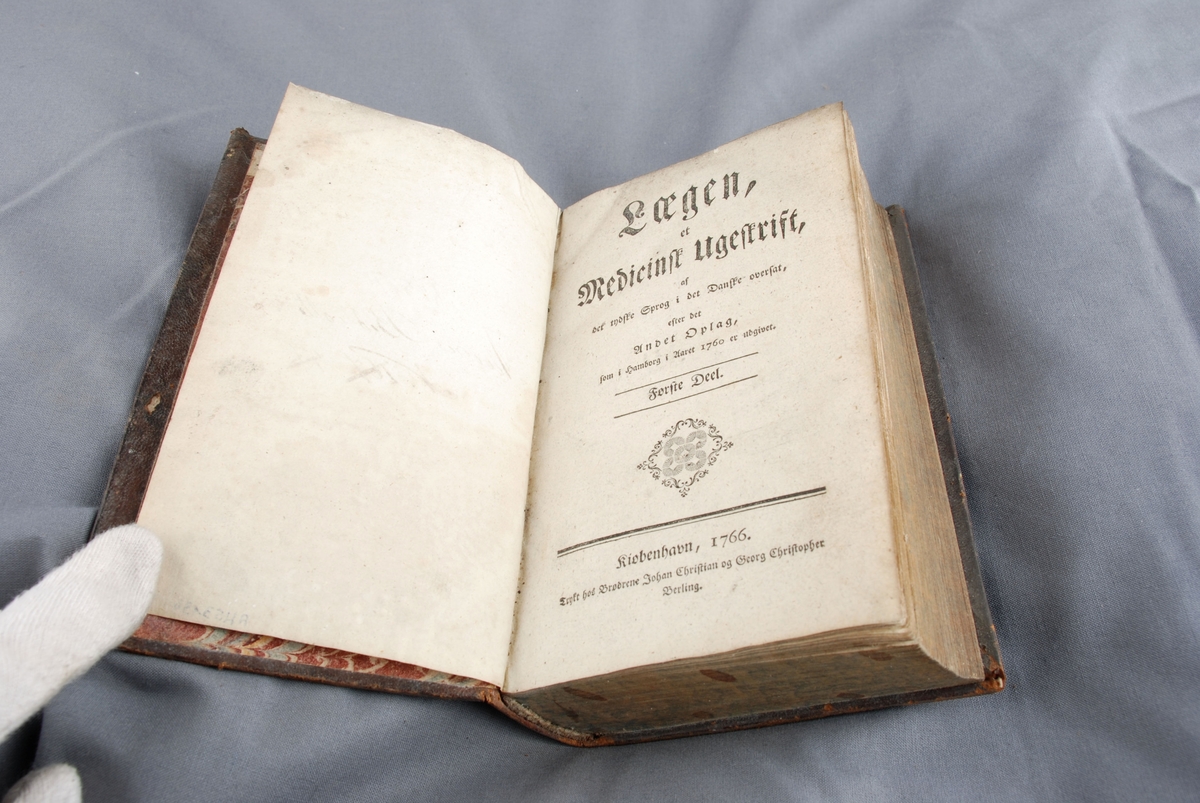 Lægen,
et
Medicinsk Ugeskrift,
af
det tydske Sprog i det Danske oversat,
efter det
Andet Oplag,
som i Hamborg i Aaret 1760 er udgivet.
Første Deel.
Kiøbenhavn, 1766.
Trykt hos Brødrene Johan Christian og Georg Christopher
Berling.